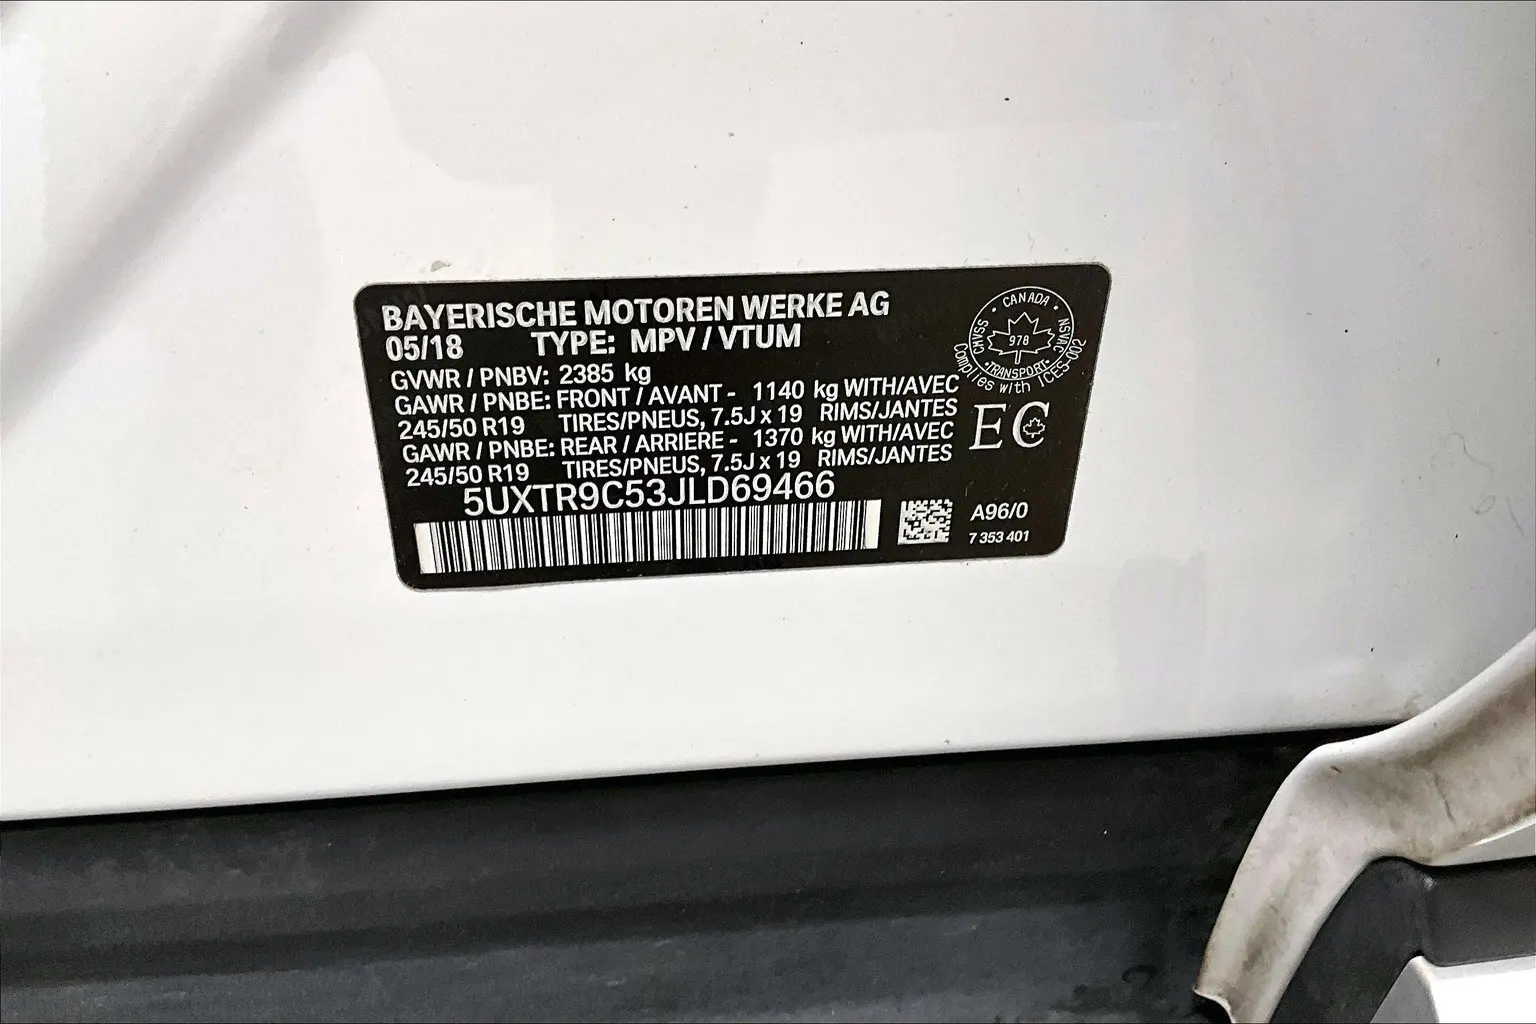 BAYERISCHE MOTOREN WERKE AG
05/18 TYPE: MPV / VTUM
GVWR / PNBV: 2385 kg
GAWR / PNBE: FRONT / AVANT - 1140 kg WITH/AVEC
245/50 R19 TIRES/PNEUS, 7.5J x 19 RIMS/JANTES
GAWR / PNBE: REAR / ARRIERE - 1370 kg WITH/AVEC
245/50 R19 TIRES/PNEUS, 7.5J x 19 RIMS/JANTES
5UXTR9C53JLD69466
CANADA
CMVSS
978
NSVAC
TRANSPORT
Complies with ICES-002
EC
A96/0
7 353 401